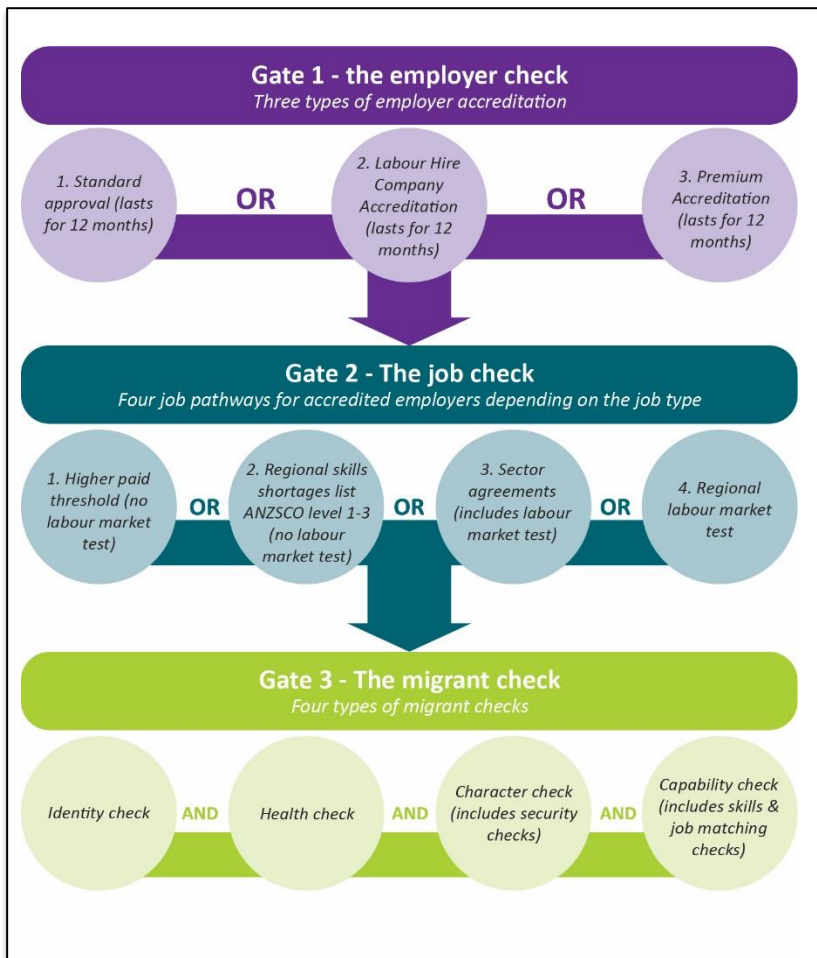 Gate 1 - the employer check
Three types of employer accreditation
1. Standard
approval (lasts
for 12 months)
OR
2. Labour Hire
Company
Accreditation
(lasts for 12
months)
OR
3. Premium
Accreditation
(lasts for 12
months)
Gate 2 - The job check
Four job pathways for accredited employers depending on the job type
1. Higher paid
threshold (no
labour market
test)
OR
2. Regional skills
shortages list
ANZSCO level 1-3
(no labour
market test)
OR
3. Sector
agreements
(includes labour
market test)
OR
4. Regional
labour market
test
Gate 3 - The migrant check
Four types of migrant checks
Identity check
AND
Health check
AND
Character check
(includes security
checks)
AND
Capability check
(includes skills &
job matching
checks)